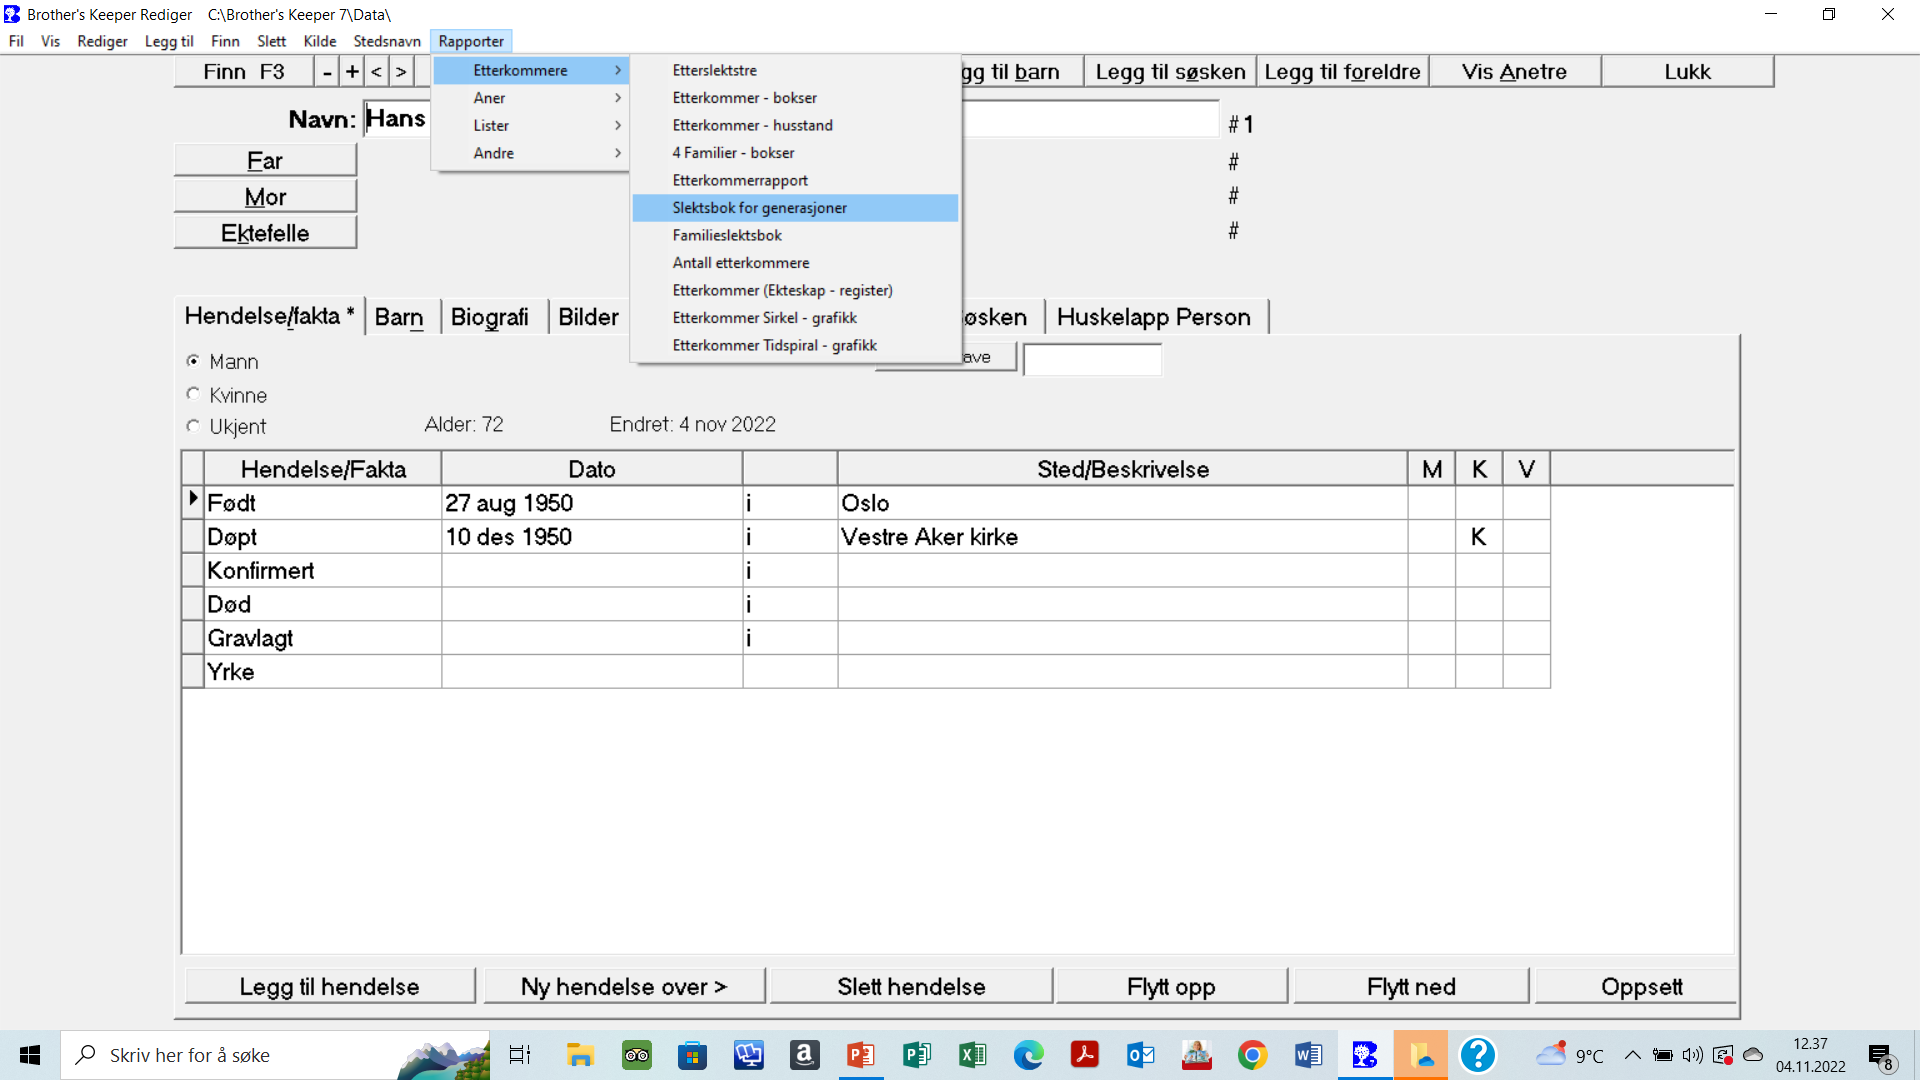 Brother's Keeper Rediger C:\Brother's Keeper 7\Data\
Fil Vis Rediger Legg til Finn Slett Kilde Stedsnavn Rapporter
Finn F3 - + < > gg til barn Legg til søsken Legg til foreldre Vis Anetre Lukk
Etterkommere >
Aner >
Lister >
Andre >
Etterslektstre
Etterkommer - bokser
Etterkommer - husstand
4 Familier - bokser
Etterkommerrapport
Slektsbok for generasjoner
Familieslektsbok
Antall etterkommere
Etterkommer (Ekteskap - register)
Etterkommer Sirkel - grafikk
Etterkommer Tidspiral - grafikk
Navn: Hans # 1
Far #
Mor #
Ektefelle #
Hendelse/fakta * Barn Biografi Bilder øsken Huskelapp Person
Mann ave
Kvinne
Ukjent Alder: 72 Endret: 4 nov 2022
Hendelse/Fakta Dato Sted/Beskrivelse M K V
Født 27 aug 1950 i Oslo
Døpt 10 des 1950 i Vestre Aker kirke K
Konfirmert i
Død i
Gravlagt i
Yrke
Legg til hendelse Ny hendelse over > Slett hendelse Flytt opp Flytt ned Oppsett
Skriv her for å søke 9°C 12.37
04.11.2022 8